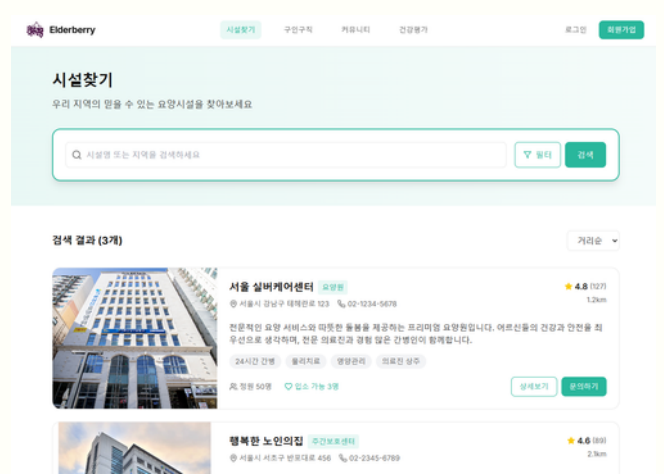 Elderberry
시설찾기 구인구직 커뮤니티 건강평가
로그인 회원가입
시설찾기
우리 지역의 믿을 수 있는 요양시설을 찾아보세요
시설명 또는 지역을 검색하세요
필터 검색
검색 결과 (3개)
거리순
서울 실버케어센터 요양원
4.8 (127)
서울시 강남구 테헤란로 123 02-1234-5678
1.2km
전문적인 요양 서비스와 따뜻한 돌봄을 제공하는 프리미엄 요양원입니다. 어르신들의 건강과 안전을 최
우선으로 생각하며, 전문 의료진과 경험 많은 간병인이 함께합니다.
24시간 간병 물리치료 영양관리 의료진 상주
정원 50명 입소 가능 3명
상세보기 문의하기
행복한 노인의집 주간보호센터
4.6 (89)
서울시 서초구 반포대로 456 02-2345-6789
2.1km